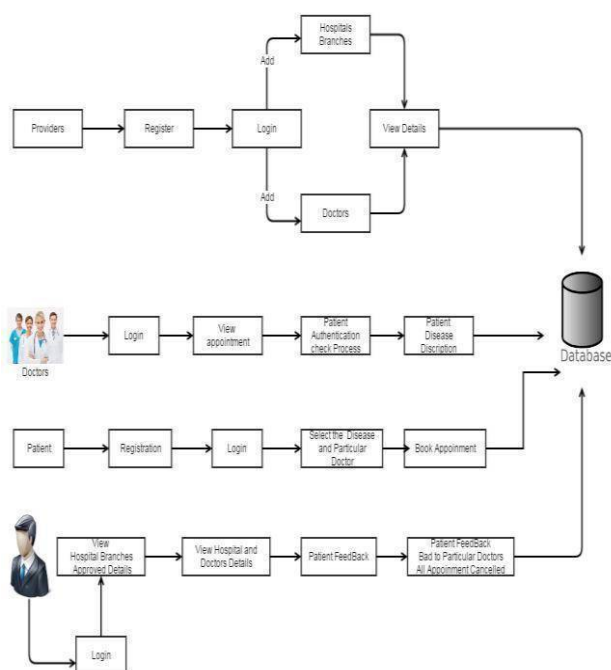 Hospitals
Branches
Add
Providers
Register
Login
View Details
Add
Doctors
Login
View
appointment
Patient
Authentication
check Process
Patient
Disease
Discription
Doctors
Database
Patient
Registration
Login
Select the Disease
and Particular
Doctor
Book Appoinment
View
Hospital Branches
Approved Details
View Hospital and
Doctors Details
Patient FeedBack
Patient FeedBack
Bad to Particular Doctors
All Appoinment Cancelled
Login